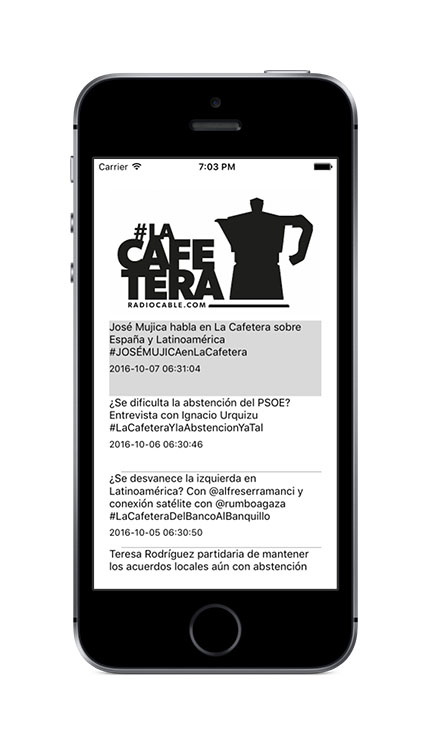 Carrier 7:03 PM
#LA
CAFE
TERA
RADIOCABLE.COM
José Mujica habla en La Cafetera sobre
España y Latinoamérica
#JOSÉMUJICAenLaCafetera
2016-10-07 06:31:04
¿Se dificulta la abstención del PSOE?
Entrevista con Ignacio Urquizu
#LaCafeteraYlaAbstencionYaTal
2016-10-06 06:30:46
¿Se desvanece la izquierda en
Latinoamérica? Con @alfreserramanci y
conexión satélite con @rumboagaza
#LaCafeteraDelBancoAlBanquillo
2016-10-05 06:30:50
Teresa Rodríguez partidaria de mantener
los acuerdos locales aún con abstención